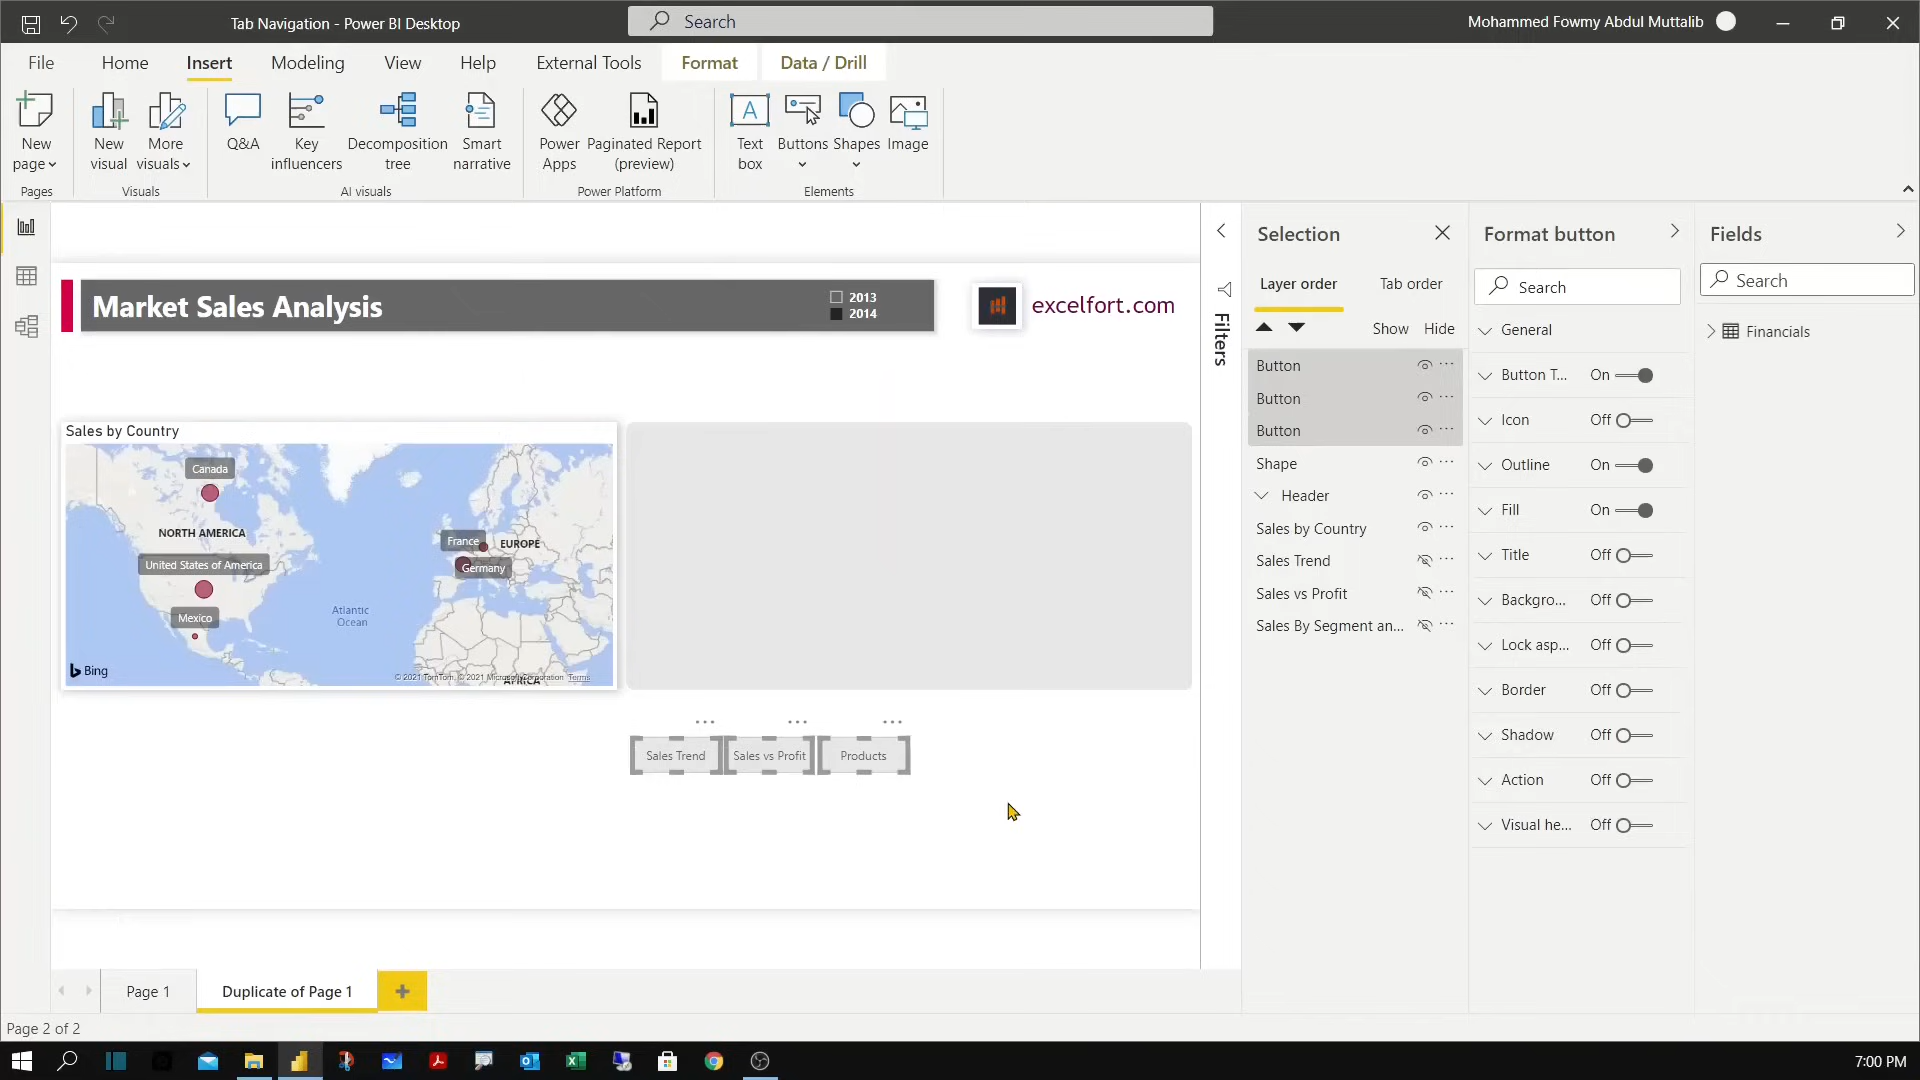 Tab Navigation - Power BI Desktop
Search
Mohammed Fowmy Abdul Muttalib
File
Home
Insert
Modeling
View
Help
External Tools
Format
Data / Drill
New page
New visual
More visuals
Q&A
Key influencers
Decomposition tree
Smart narrative
Power Apps
Paginated Report (preview)
Text box
Buttons
Shapes
Image
Pages
Visuals
AI visuals
Power Platform
Elements
Market Sales Analysis
2013
2014
excelfort.com
Sales by Country
Canada
NORTH AMERICA
United States of America
Mexico
France
EUROPE
Germany
Atlantic
Ocean
AFRICA
Bing
© 2021 TomTom, © 2021 Microsoft Corporation Terms
Sales Trend
Sales vs Profit
Products
Filters
Selection
Layer order
Tab order
Show
Hide
Button
Button
Button
Shape
Header
Sales by Country
Sales Trend
Sales vs Profit
Sales By Segment an...
Format button
Search
General
Button T... On
Icon Off
Outline On
Fill On
Title Off
Backgro... Off
Lock asp... Off
Border Off
Shadow Off
Action Off
Visual he... Off
Fields
Search
Financials
Page 1
Duplicate of Page 1
Page 2 of 2
7:00 PM